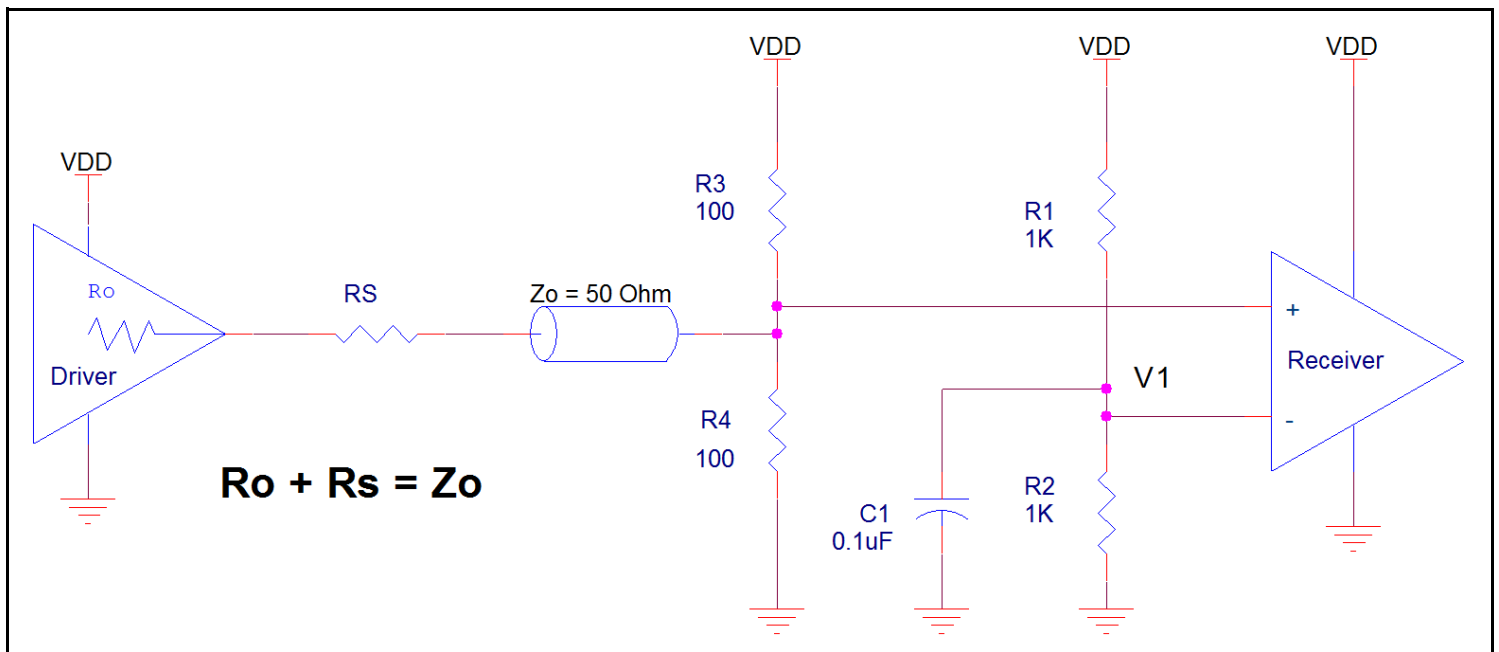 VDD
VDD
VDD
VDD
R3
100
R1
1K
Ro
RS
Zo = 50 Ohm
+
Driver
Receiver
V1
R4
100
-
Ro + Rs = Zo
R2
1K
C1
0.1uF